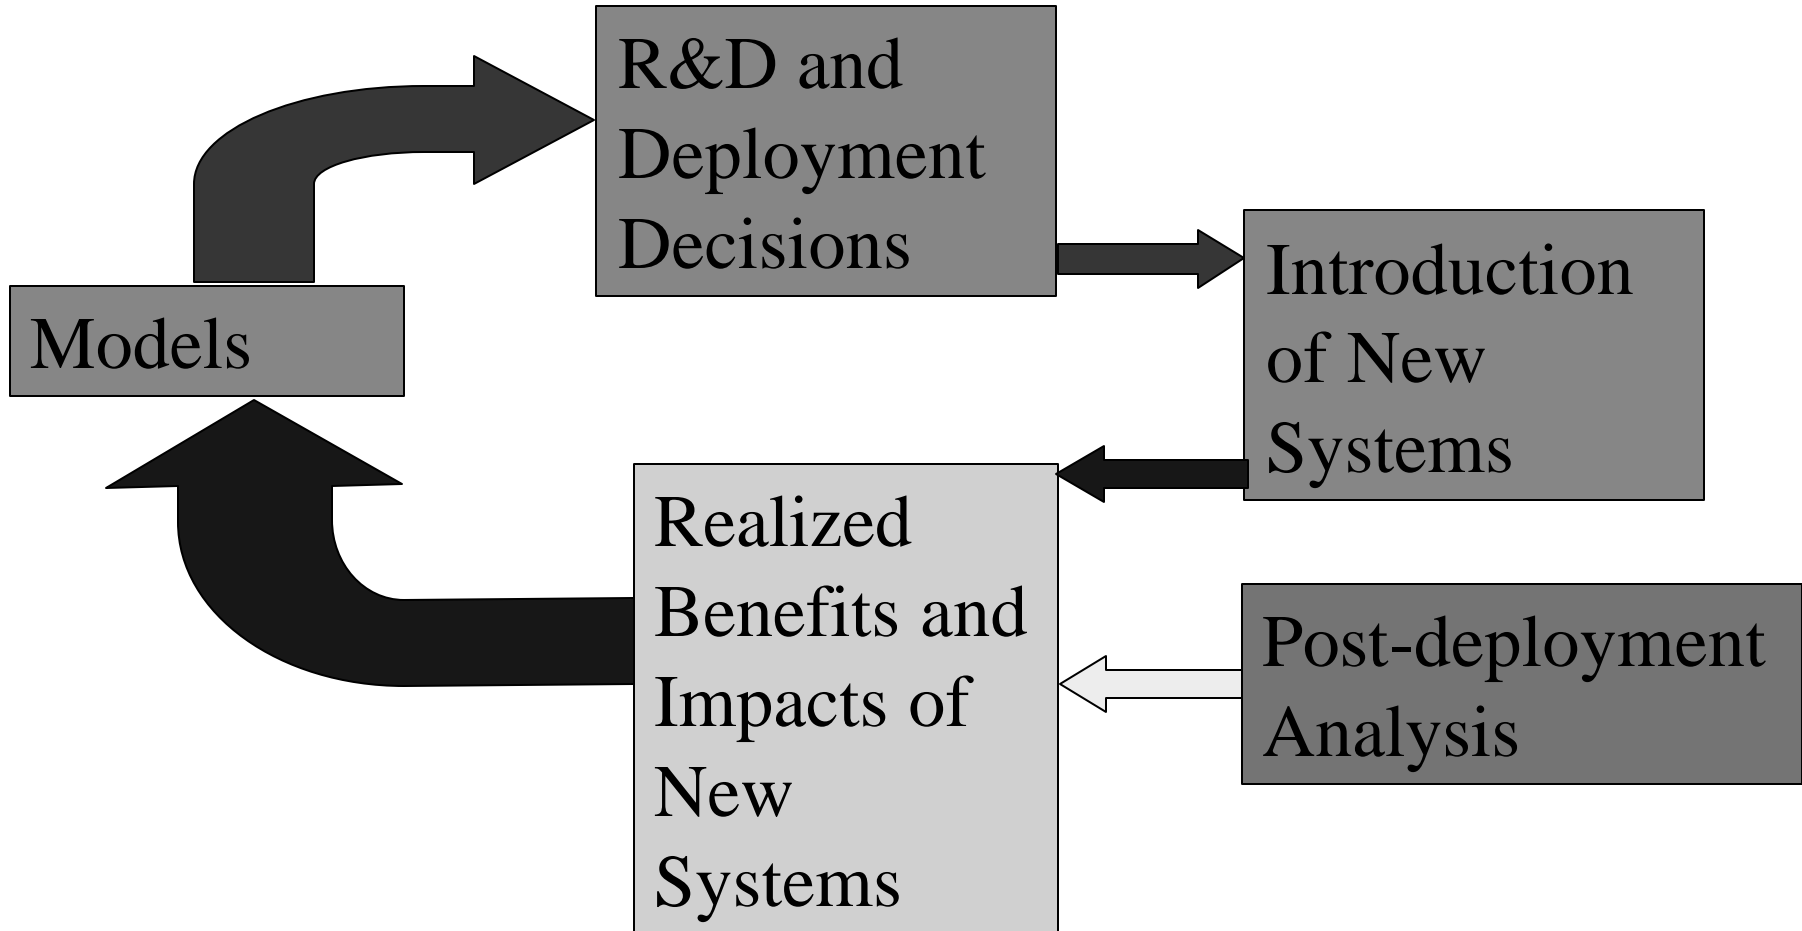 R&D and
Deployment
Decisions
Introduction
of New
Systems
Models
Realized
Benefits and
Impacts of
New
Systems
Post-deployment
Analysis